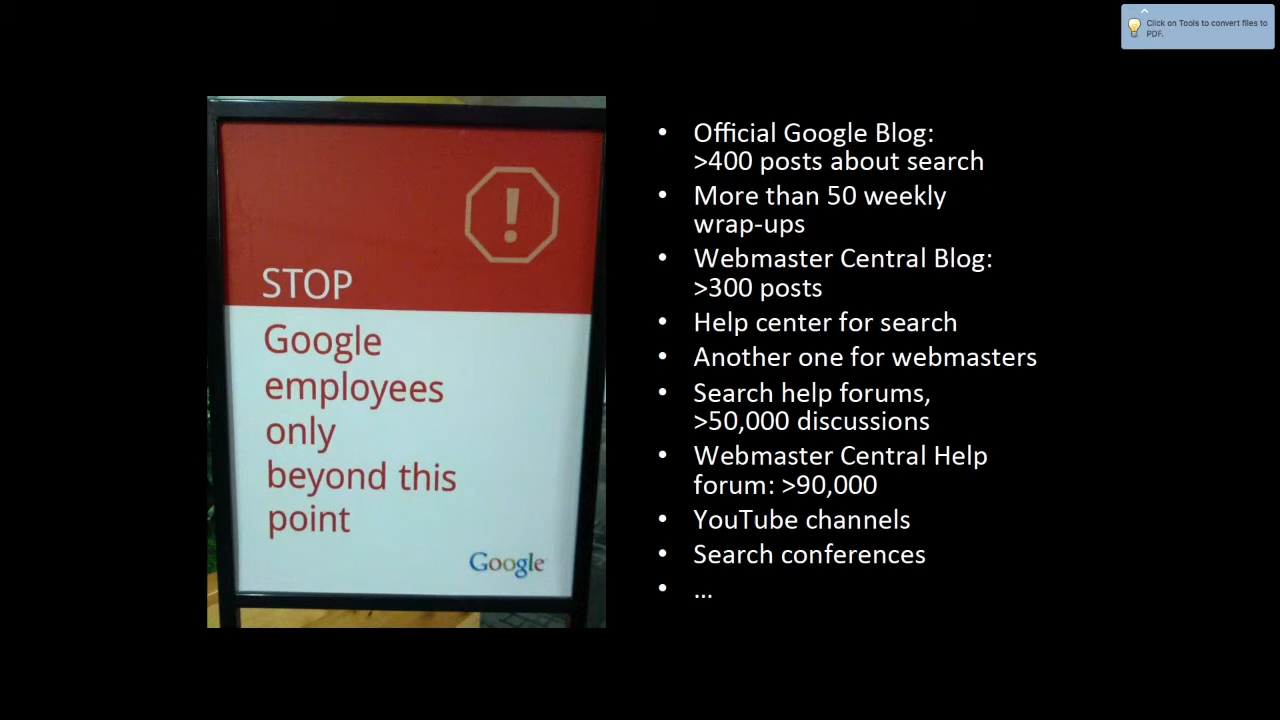 Click on Tools to convert files to
PDF.
STOP
Google
employees
only
beyond this
point
Google
• Official Google Blog:
>400 posts about search
• More than 50 weekly
wrap-ups
• Webmaster Central Blog:
>300 posts
• Help center for search
• Another one for webmasters
• Search help forums,
>50,000 discussions
• Webmaster Central Help
forum: >90,000
• YouTube channels
• Search conferences
• ...